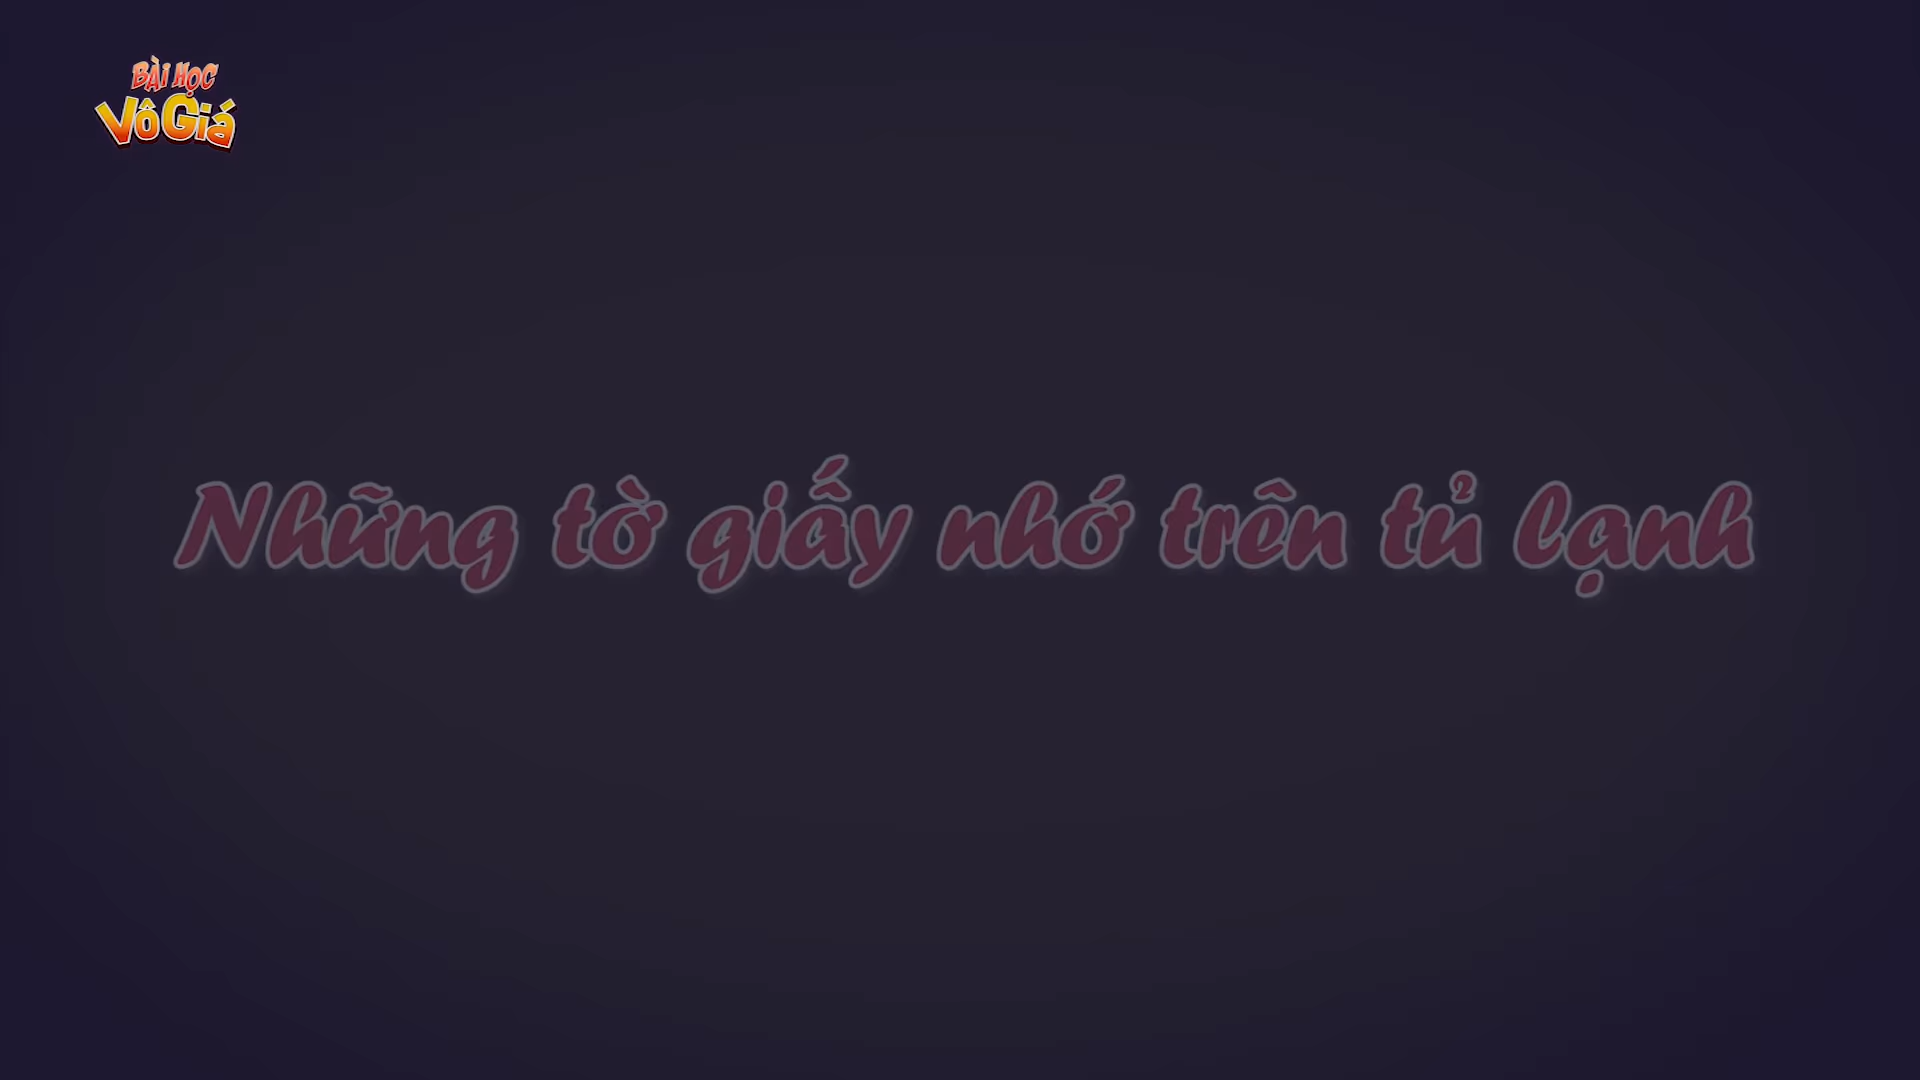 BÀI HỌC
VÔ GIÁ
Những tờ giấy nhớ trên tủ lạnh